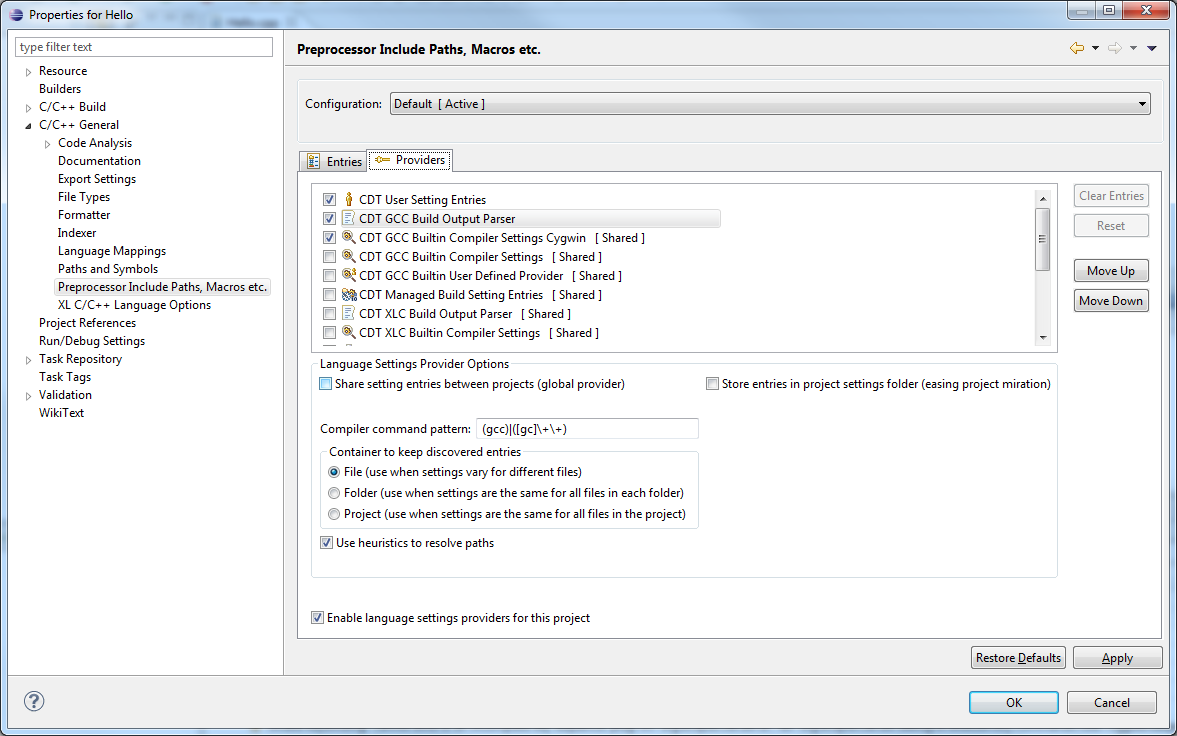 Properties for Hello
type filter text
Resource
Builders
C/C++ Build
C/C++ General
Code Analysis
Documentation
Export Settings
File Types
Formatter
Indexer
Language Mappings
Paths and Symbols
Preprocessor Include Paths, Macros etc.
XL C/C++ Language Options
Project References
Run/Debug Settings
Task Repository
Task Tags
Validation
WikiText
Preprocessor Include Paths, Macros etc.
Configuration: Default [ Active ]
Entries Providers
CDT User Setting Entries
CDT GCC Build Output Parser
CDT GCC Builtin Compiler Settings Cygwin [ Shared ]
CDT GCC Builtin Compiler Settings [ Shared ]
CDT GCC Builtin User Defined Provider [ Shared ]
CDT Managed Build Setting Entries [ Shared ]
CDT XLC Build Output Parser [ Shared ]
CDT XLC Builtin Compiler Settings [ Shared ]
Clear Entries
Reset
Move Up
Move Down
Language Settings Provider Options
Share setting entries between projects (global provider) Store entries in project settings folder (easing project miration)
Compiler command pattern: (gcc)|([gc]\+\+)
Container to keep discovered entries
File (use when settings vary for different files)
Folder (use when settings are the same for all files in each folder)
Project (use when settings are the same for all files in the project)
Use heuristics to resolve paths
Enable language settings providers for this project
Restore Defaults Apply
? OK Cancel